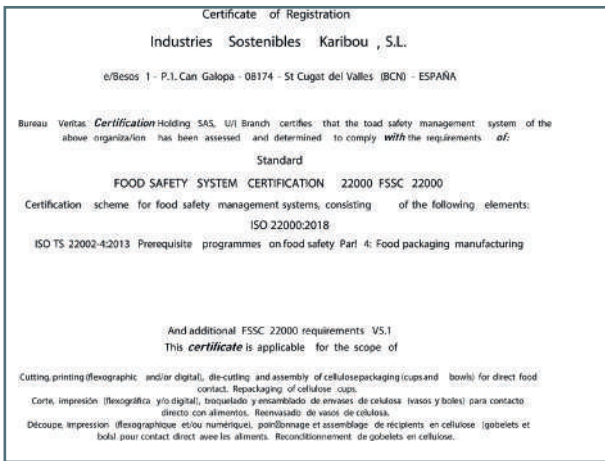 Certificate of Registration
Industries Sostenibles Karibou , S.L.
e/Besos 1 - P.1. Can Galopa - 08174 - St Cugat del Valles (BCN) - ESPAÑA
Bureau Veritas Certification Holding SAS, U/I Branch certifies that the toad safety management system of the
above organiza/ion has been assessed and determined to comply with the requirements of:
Standard
FOOD SAFETY SYSTEM CERTIFICATION 22000 FSSC 22000
Certification scheme for food safety management systems, consisting of the following elements:
ISO 22000:2018
ISO TS 22002-4:2013 Prerequisite programmes on food safety Par! 4: Food packaging manufacturing
And additional FSSC 22000 requirements V5.1
This certificate is applicable for the scope of
Cutting, printing (flexographic and/or digital), die-cutling and assembly of cellulosepackaging (cups and bowls) for direct food
contact. Repackaging of cellulose cups.
Corte, impresión (flexográfica y/o digital), troquelado y ensamblado de envases de celulosa (vasos y boles) para contacto
directo con alimentos. Reenvasado de vasos de celulosa.
Découpe, impression (flexographique et/ou numérique), poinßonnage et assemblage de récipients en cellulose (gobelets et
bolsl pour contact direct avee les aliments. Reconditionnement de gobelets en cellulose.